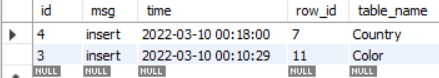 id msg time row_id table_name
4 insert 2022-03-10 00:18:00 7 Country
3 insert 2022-03-10 00:10:29 11 Color
NULL NULL NULL NULL NULL